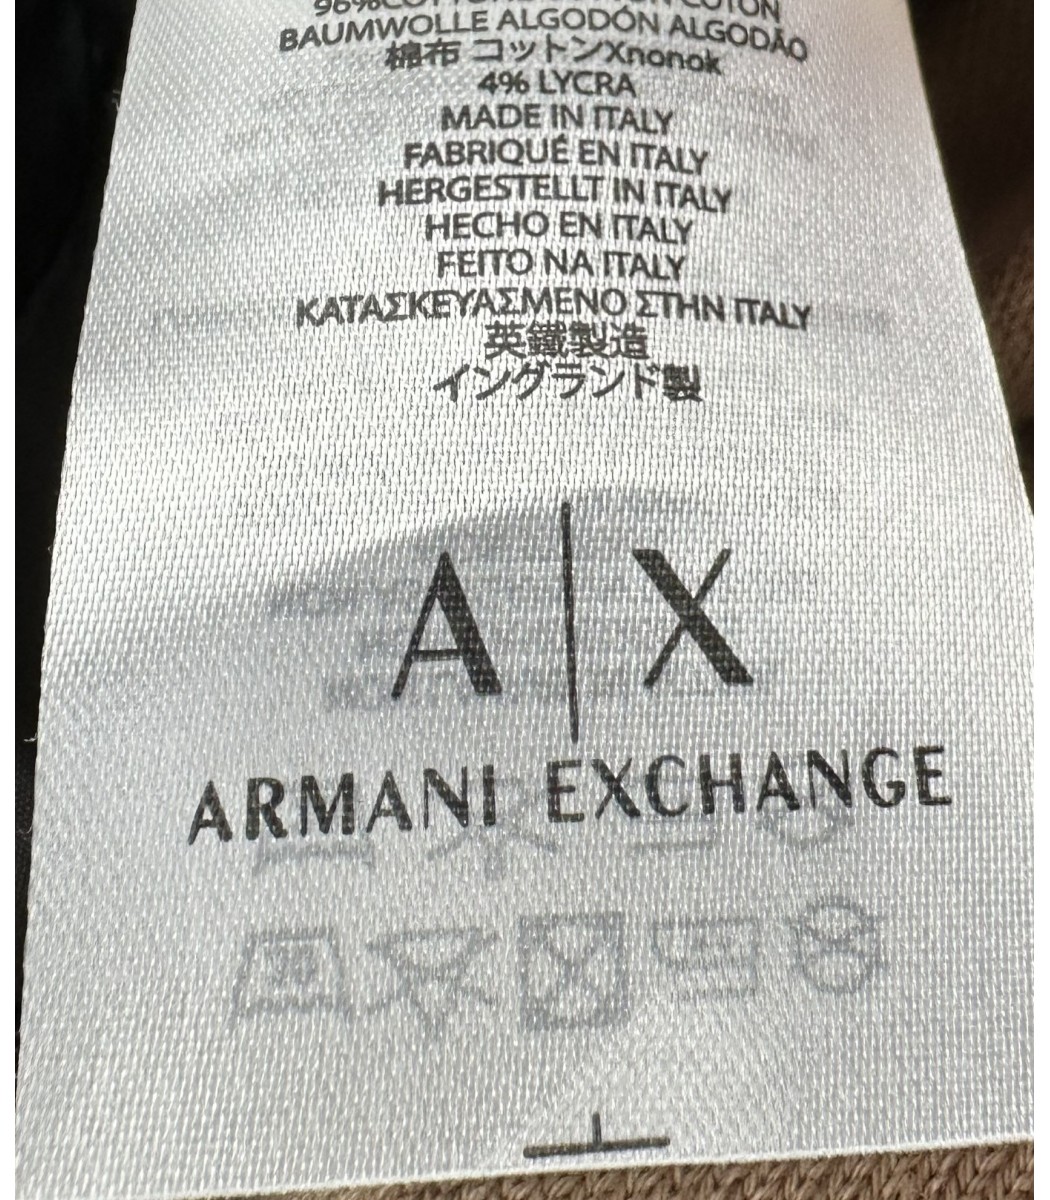 BAUMWOLLE ALGODÓN ALGODÃO
棉布 コットンXnonok
4% LYCRA
MADE IN ITALY
FABRIQUÉ EN ITALY
HERGESTELLT IN ITALY
HECHO EN ITALY
FEITO NA ITALY
ΚΑΤΑΣΚΕΥΑΣΜΕΝΟ ΣΤΗΝ ITALY
英鐵製造
イングランド製
A|X
ARMANI EXCHANGE